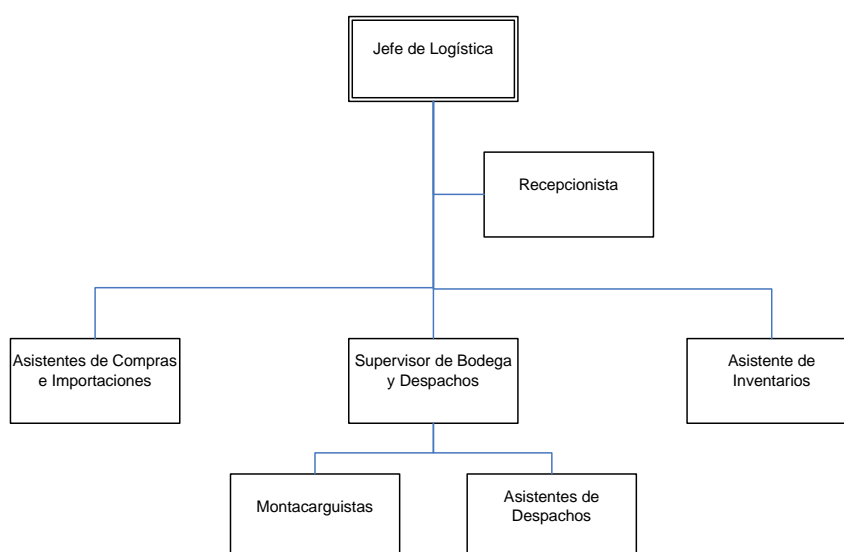 Jefe de Logística
Recepcionista
Asistentes de Compras
e Importaciones
Supervisor de Bodega
y Despachos
Asistente de
Inventarios
Montacarguistas
Asistentes de
Despachos